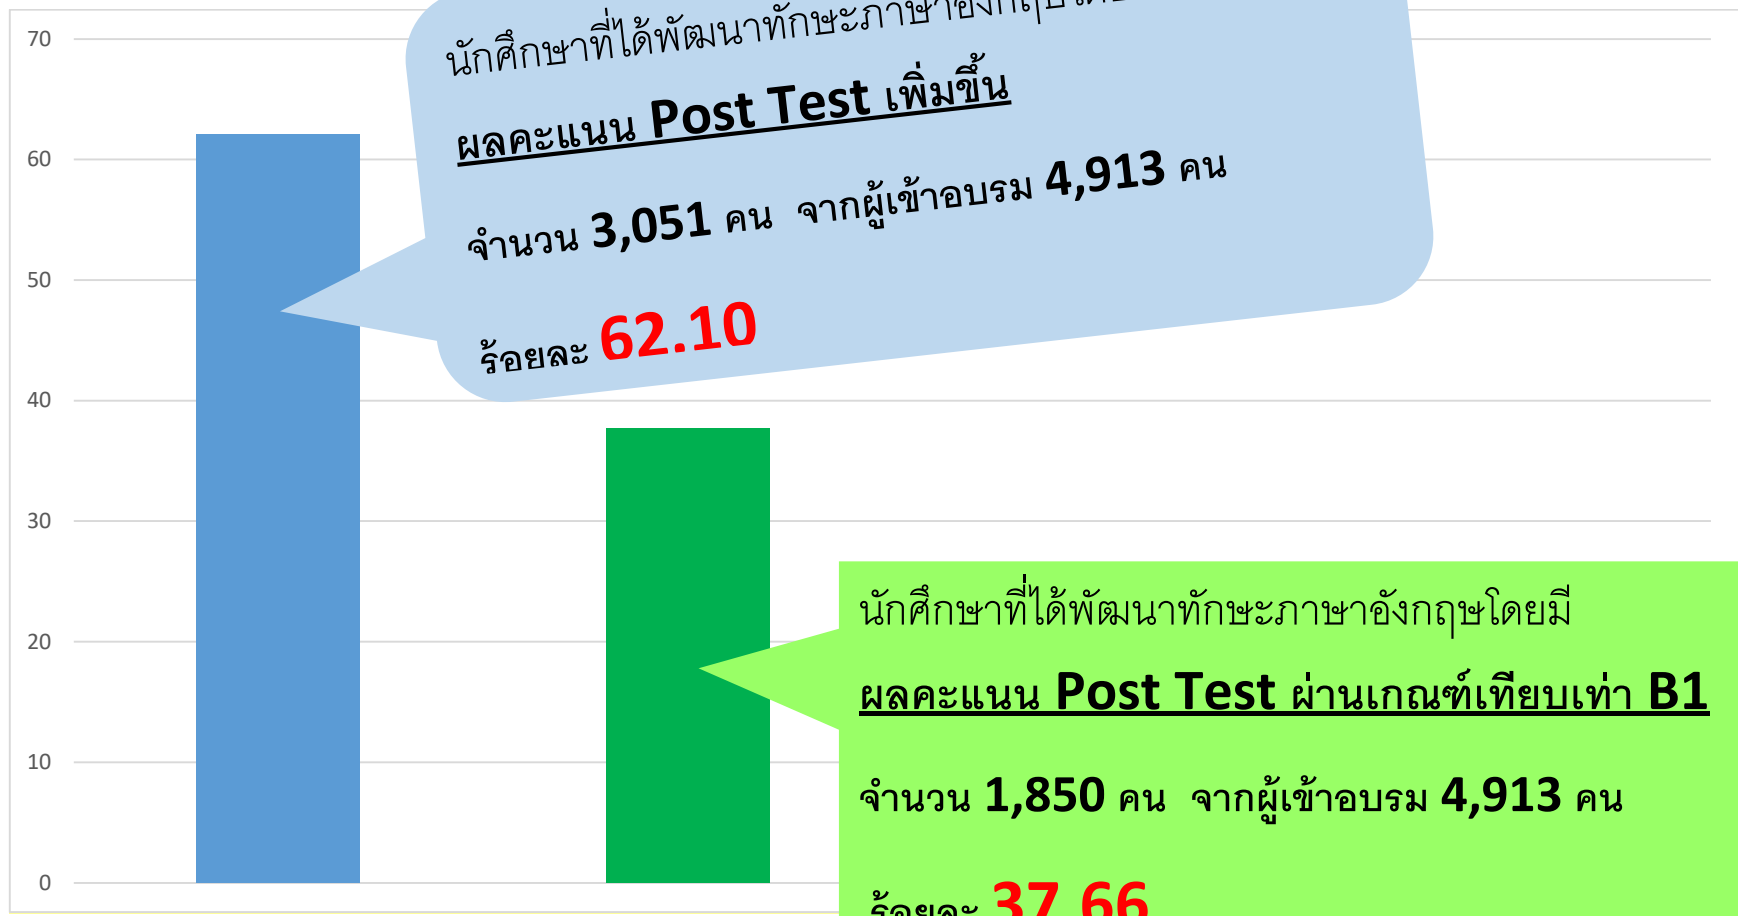 70
60
50
40
30
20
10
0
นักศึกษาที่ได้พัฒนาทักษะภาษาอังกฤษโดย
ผลคะแนน Post Test เพิ่มขึ้น
จำนวน 3,051 คน จากผู้เข้าอบรม 4,913 คน
ร้อยละ 62.10
นักศึกษาที่ได้พัฒนาทักษะภาษาอังกฤษโดยมี
ผลคะแนน Post Test ผ่านเกณฑ์เทียบเท่า B1
จำนวน 1,850 คน จากผู้เข้าอบรม 4,913 คน
ร้อยละ 37.66